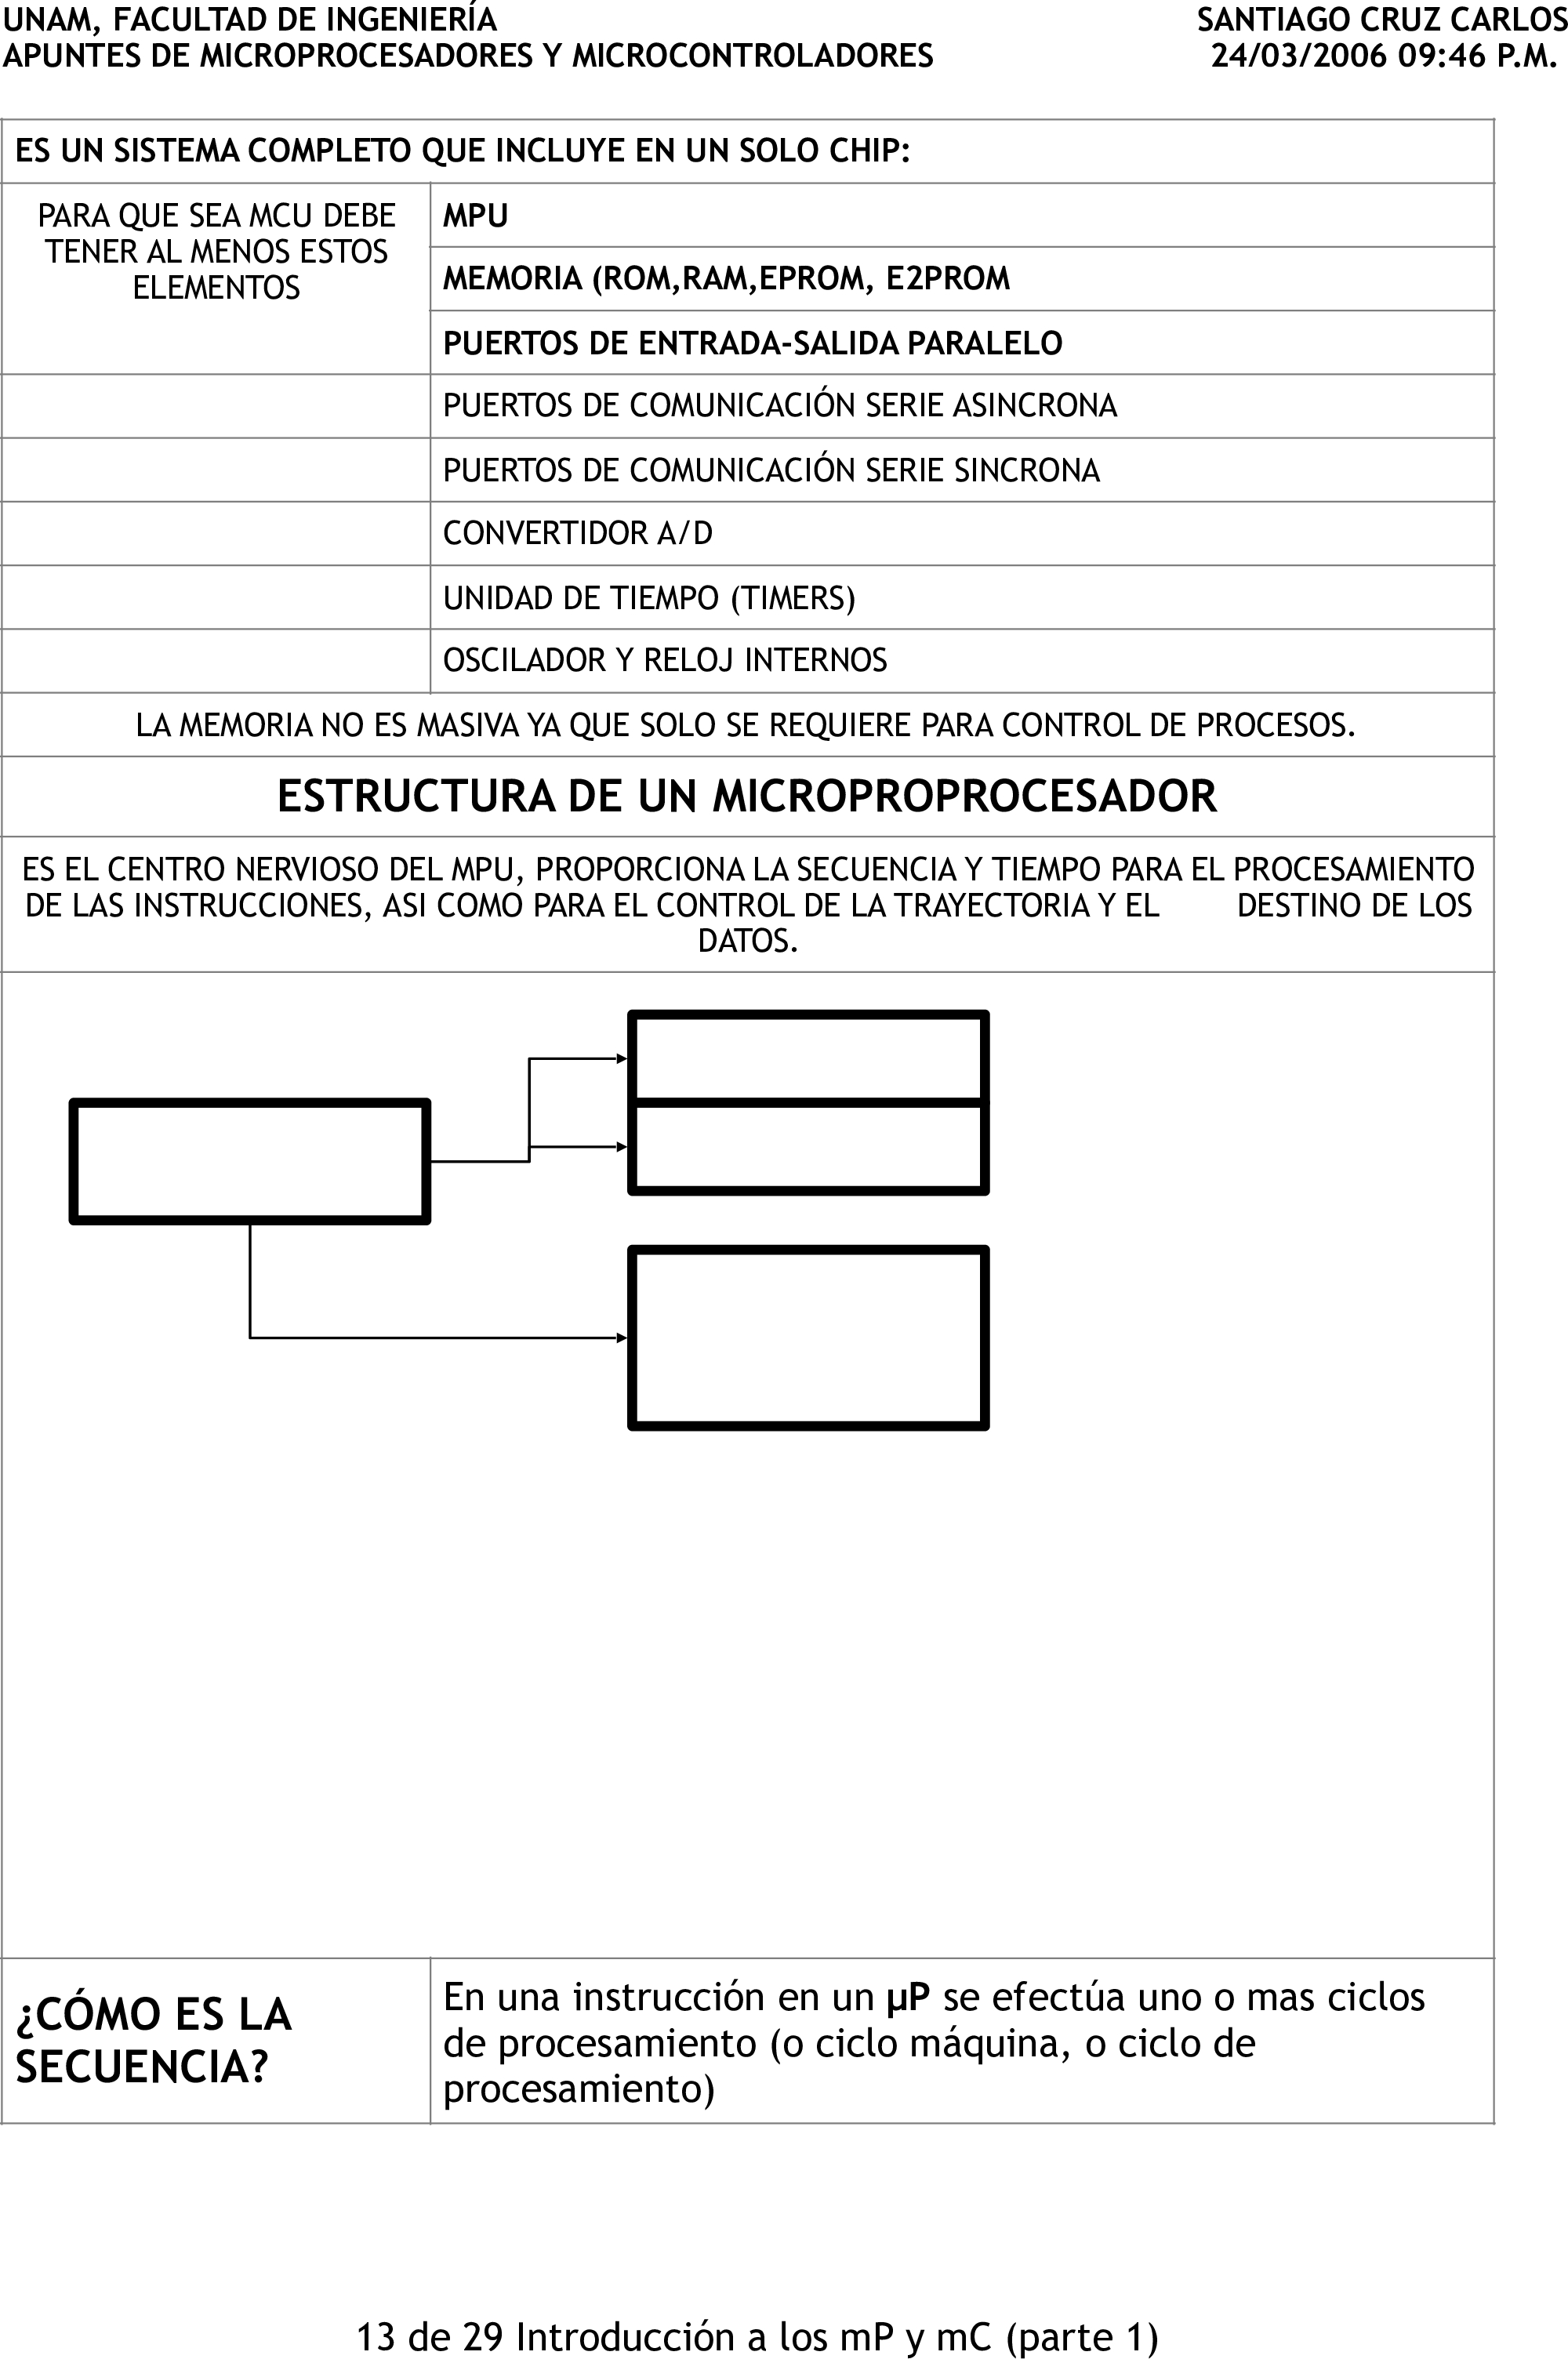 UNAM, FACULTAD DE INGENIERÍA SANTIAGO CRUZ CARLOS
APUNTES DE MICROPROCESADORES Y MICROCONTROLADORES 24/03/2006 09:46 P.M.
ES UN SISTEMA COMPLETO QUE INCLUYE EN UN SOLO CHIP:
PARA QUE SEA MCU DEBE
TENER AL MENOS ESTOS
ELEMENTOS
MPU
MEMORIA (ROM,RAM,EPROM, E2PROM
PUERTOS DE ENTRADA-SALIDA PARALELO
PUERTOS DE COMUNICACIÓN SERIE ASINCRONA
PUERTOS DE COMUNICACIÓN SERIE SINCRONA
CONVERTIDOR A/D
UNIDAD DE TIEMPO (TIMERS)
OSCILADOR Y RELOJ INTERNOS
LA MEMORIA NO ES MASIVA YA QUE SOLO SE REQUIERE PARA CONTROL DE PROCESOS.
ESTRUCTURA DE UN MICROPROPROCESADOR
ES EL CENTRO NERVIOSO DEL MPU, PROPORCIONA LA SECUENCIA Y TIEMPO PARA EL PROCESAMIENTO
DE LAS INSTRUCCIONES, ASI COMO PARA EL CONTROL DE LA TRAYECTORIA Y EL DESTINO DE LOS
DATOS.
¿CÓMO ES LA
SECUENCIA?
En una instrucción en un µP se efectúa uno o mas ciclos
de procesamiento (o ciclo máquina, o ciclo de
procesamiento)
13 de 29 Introducción a los mP y mC (parte 1)